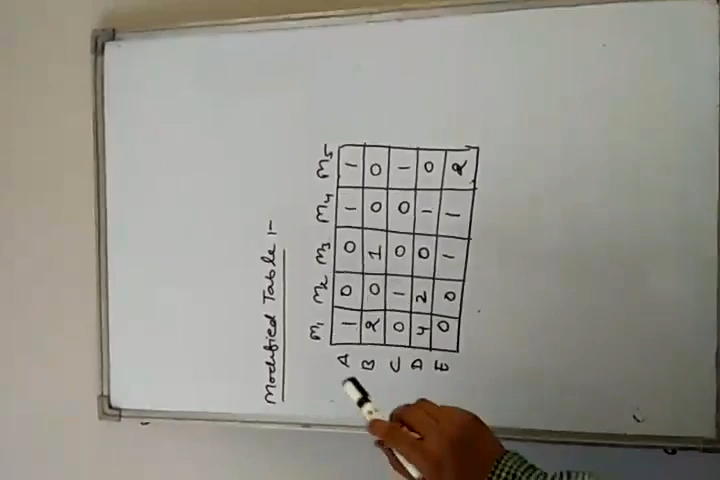 Modified Table :-
M1 M2 M3 M4 M5
A 1 0 0 1 1
B 2 0 1 0 0
C 0 1 0 0 1
D 4 2 0 1 0
E 0 0 1 1 2